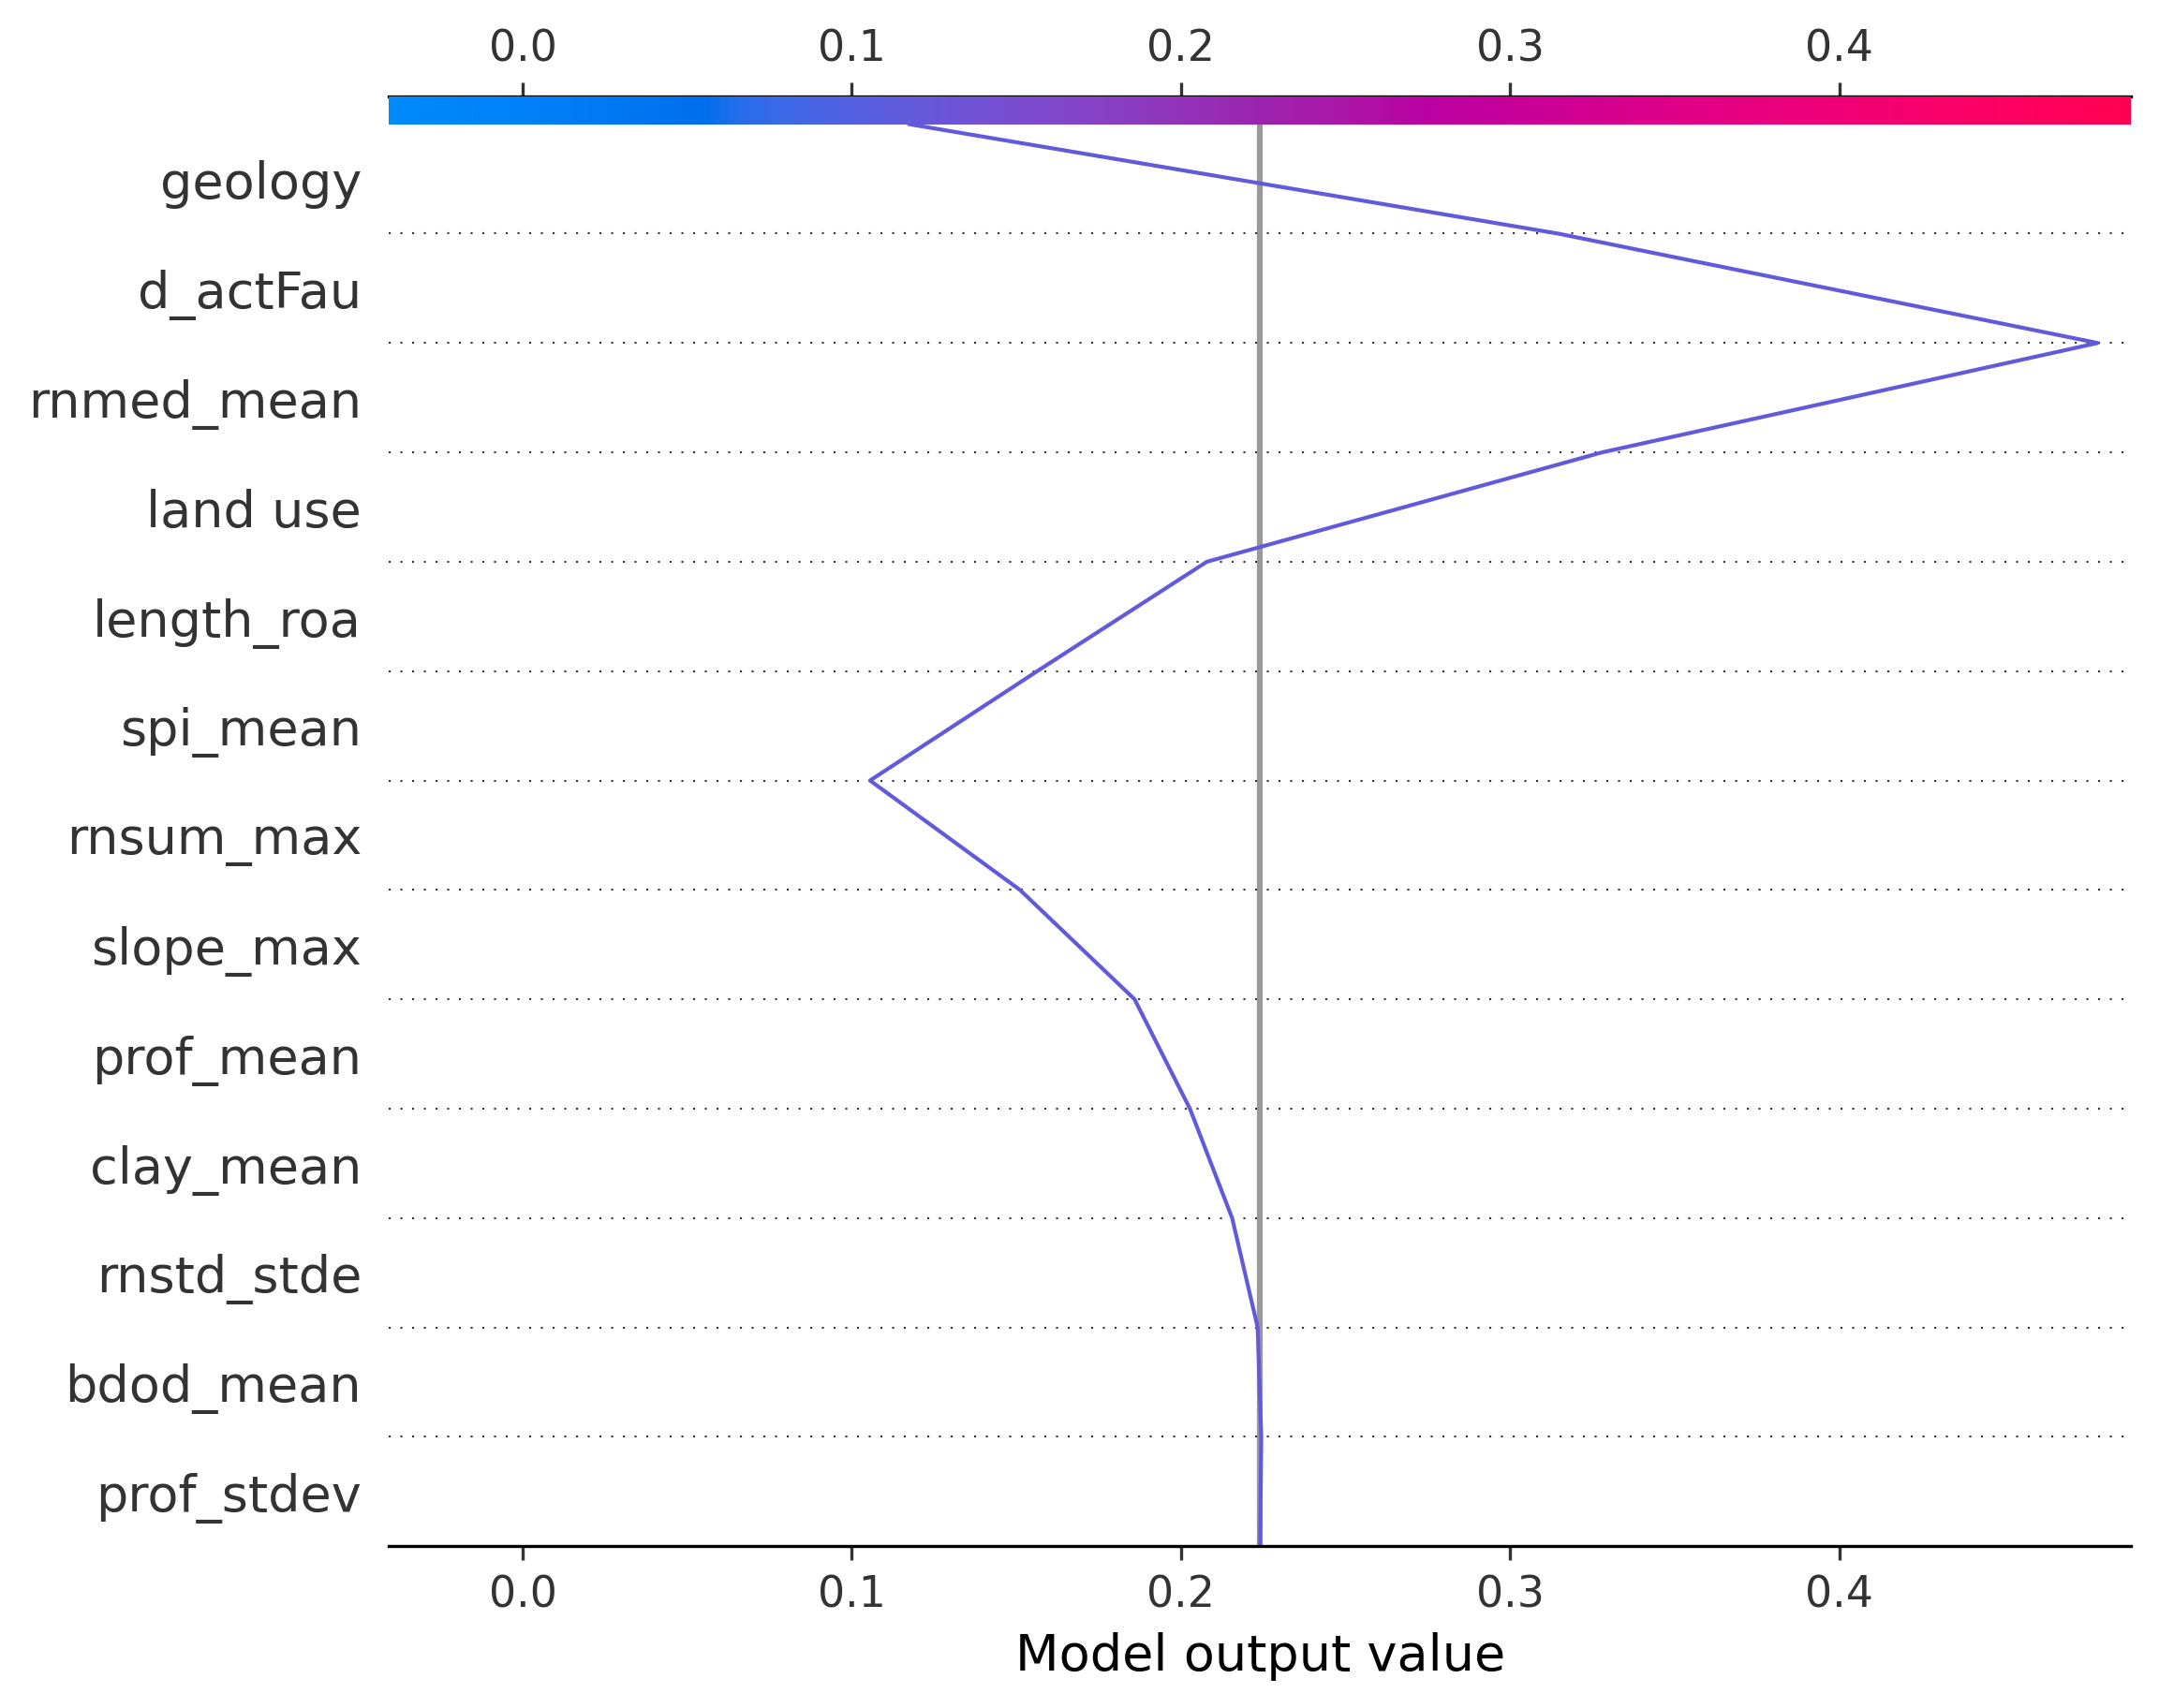 0.0 0.1 0.2 0.3 0.4
geology
d_actFau
rnmed_mean
land use
length_roa
spi_mean
rnsum_max
slope_max
prof_mean
clay_mean
rnstd_stde
bdod_mean
prof_stdev
0.0 0.1 0.2 0.3 0.4
Model output value